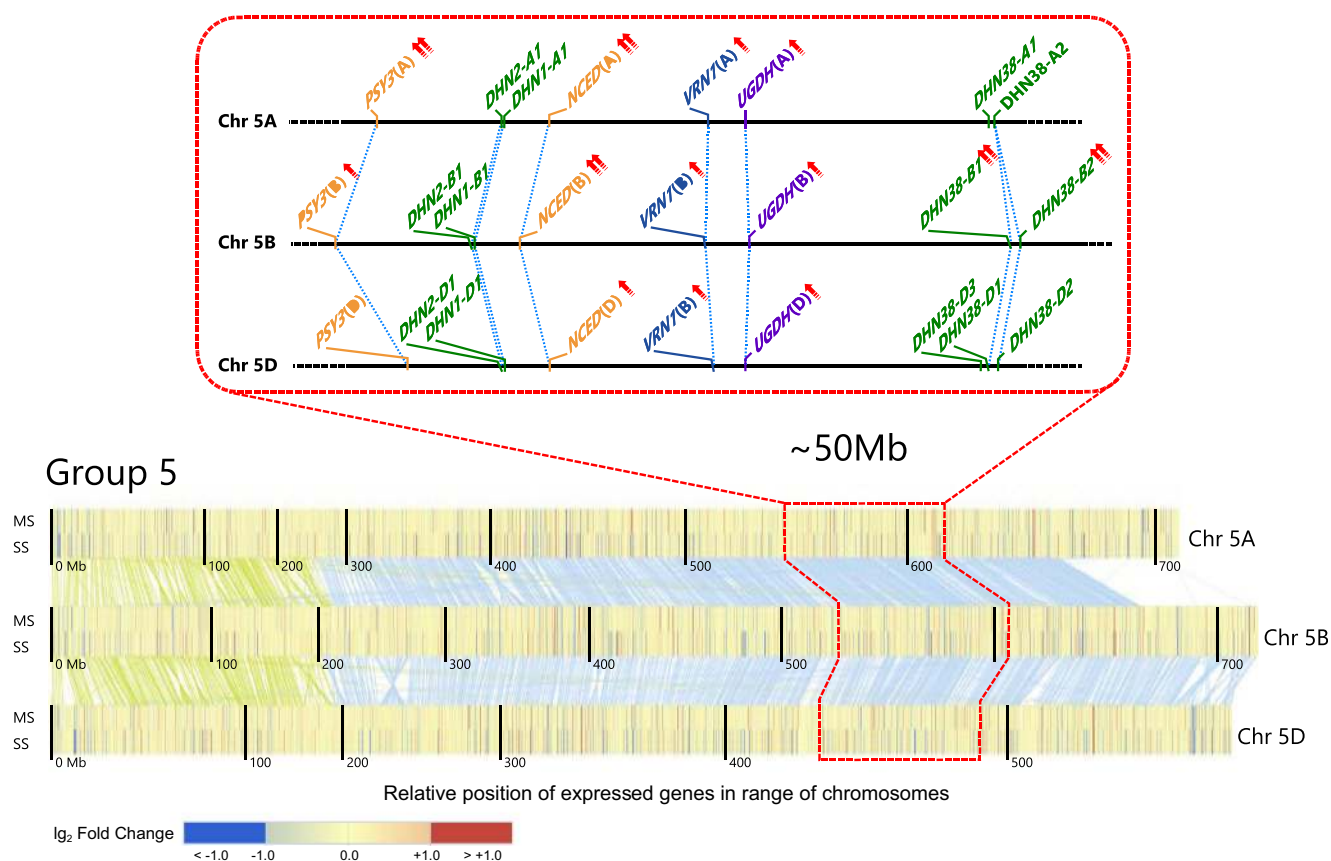 PSY3(A)
DHN2-A1
DHN1-A1
NCED(A)
VRN1(A)
UGDH(A)
DHN38-A1
DHN38-A2
Chr 5A
PSY3(B)
DHN2-B1
DHN1-B1
NCED(B)
VRN1(B)
UGDH(B)
DHN38-B1
DHN38-B2
Chr 5B
PSY3(D)
DHN2-D1
DHN1-D1
NCED(D)
VRN1(B)
UGDH(D)
DHN38-D3
DHN38-D1
DHN38-D2
Chr 5D
~50Mb
Group 5
MS
SS
Chr 5A
0 Mb 100 200 300 400 500 600 700
MS
SS
Chr 5B
0 Mb 100 200 300 400 500 700
MS
SS
Chr 5D
0 Mb 100 200 300 400 500
Relative position of expressed genes in range of chromosomes
lg₂ Fold Change
< -1.0 -1.0 0.0 +1.0 > +1.0